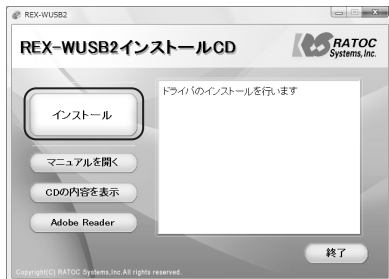 REX-WUSB2
REX-WUSB2インストールCD
RATOC
Systems, Inc.
インストール
ドライバのインストールを行います
マニュアルを開く
CDの内容を表示
Adobe Reader
終了
Copyright(C) RATOC Systems,Inc.All rights reserved.